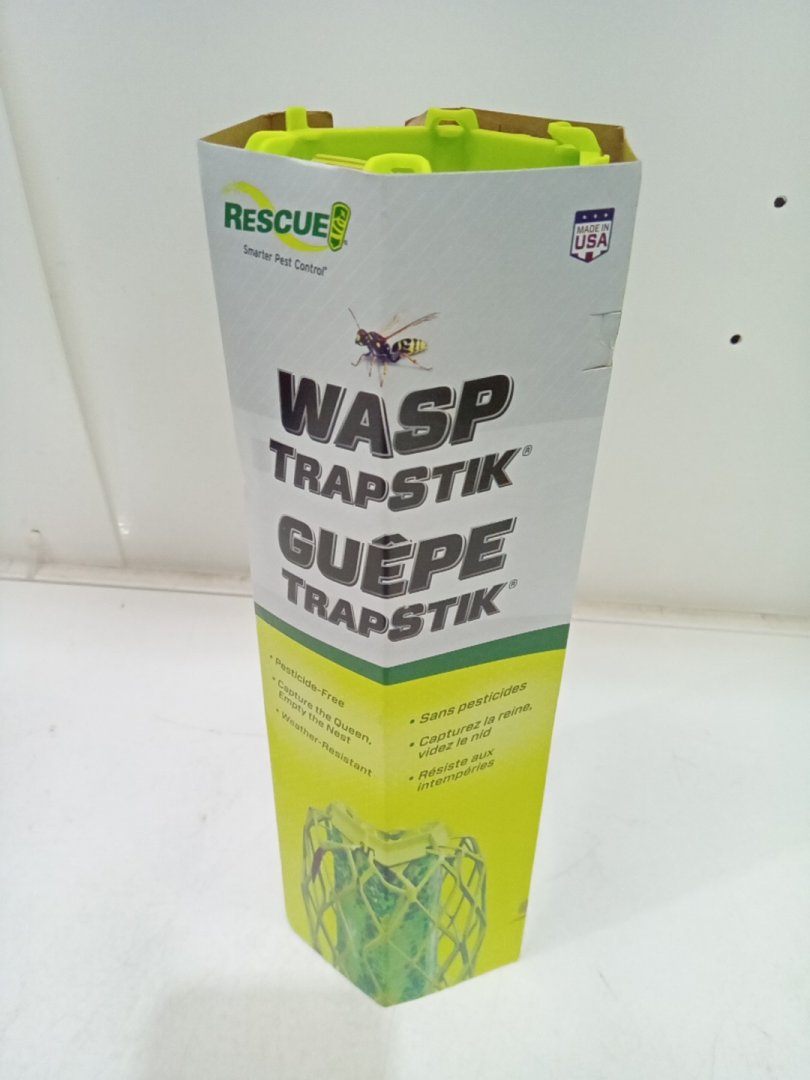 RESCUE!®
Smarter Pest Control®
MADE IN
USA
WASP
TRAPSTIK®
GUÊPE
TRAPSTIK®
• Pesticide-Free
• Capture the Queen,
Empty the Nest
• Weather-Resistant
• Sans pesticides
• Capturez la reine,
videz le nid
• Résiste aux
intempéries